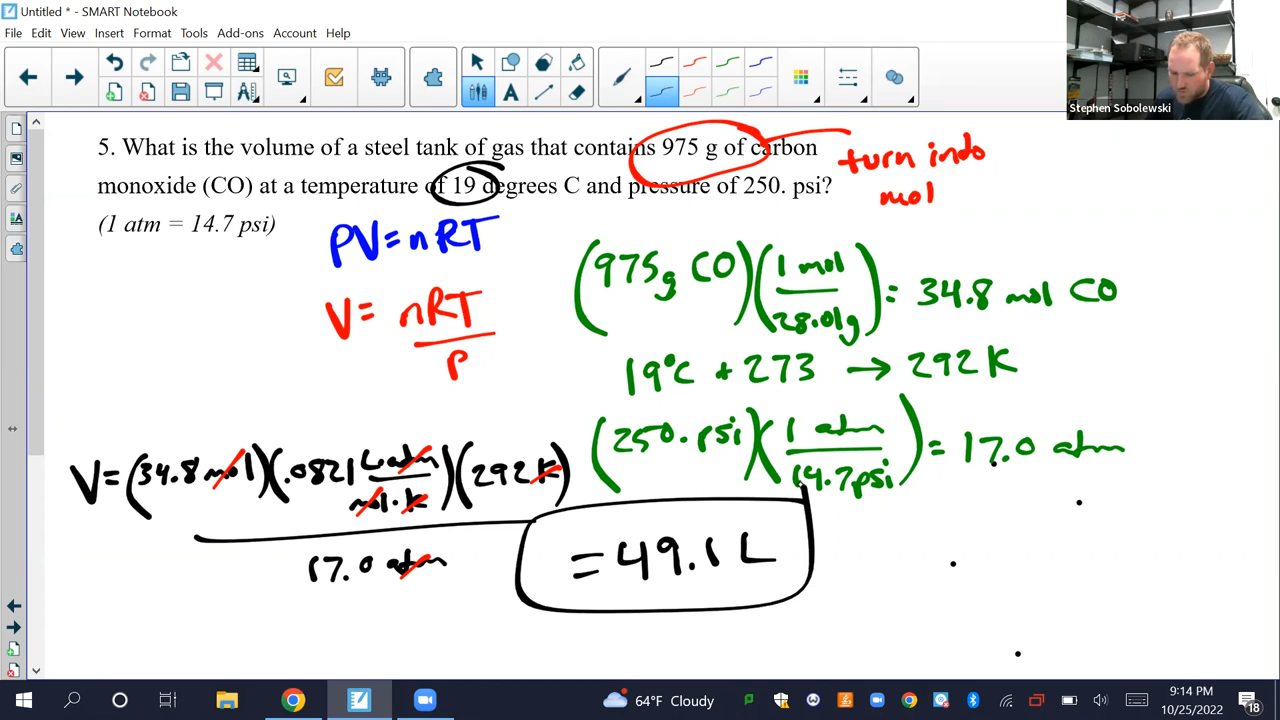 Untitled * - SMART Notebook
File Edit View Insert Format Tools Add-ons Account Help
Stephen Sobolewski
5. What is the volume of a steel tank of gas that contains 975 g of carbon
monoxide (CO) at a temperature of 19 degrees C and pressure of 250. psi?
(1 atm = 14.7 psi)
turn into
mol
PV=nRT
V= nRT
P
(975g CO)(1 mol
28.01g) = 34.8 mol CO
19°C + 273 → 292 K
(250. psi)(1 atm
14.7psi) = 17.0 atm
V=(34.8 mol)(.0821 L atm
mol·k)(292k)
17.0 atm
= 49.1 L
64°F Cloudy
9:14 PM
10/25/2022
18